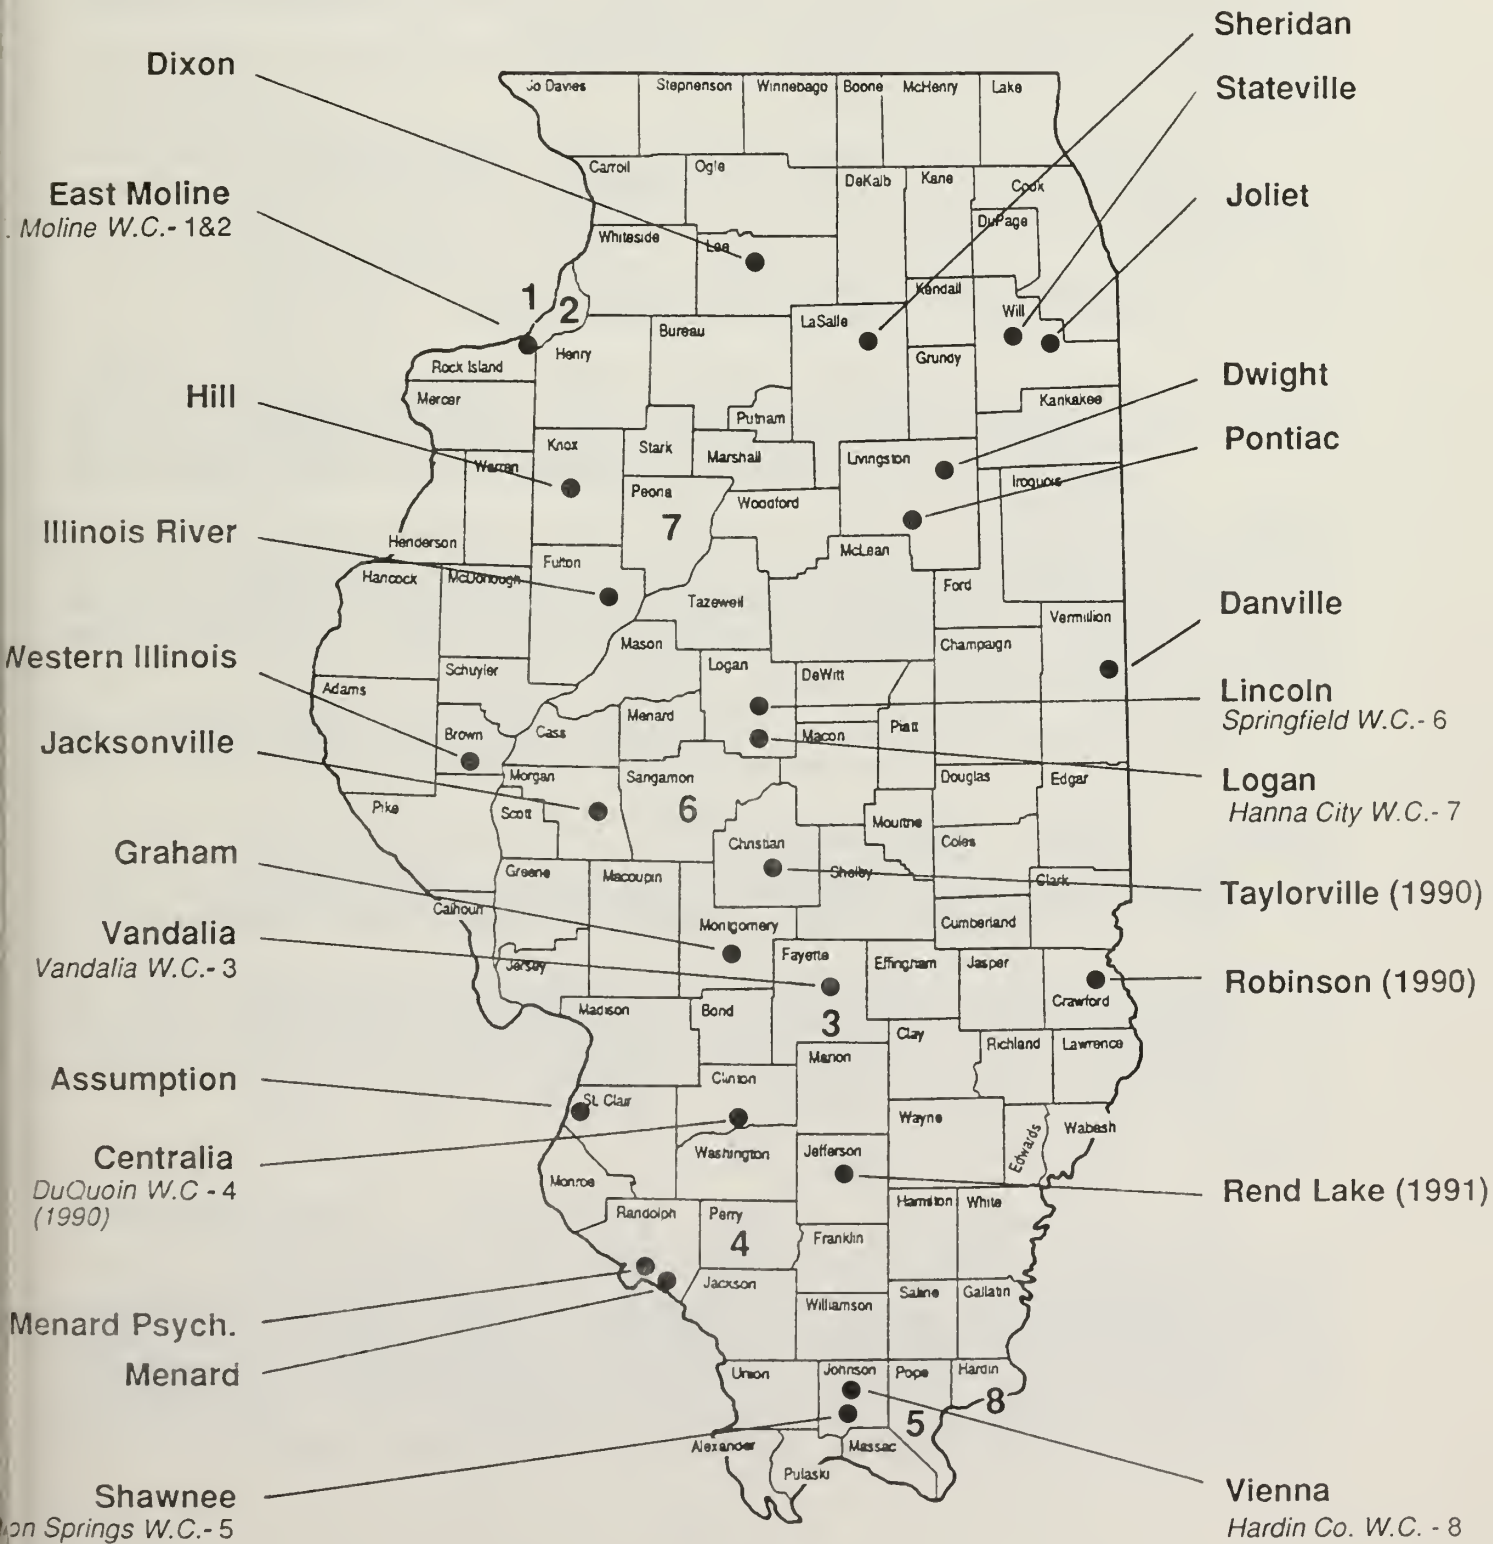 Sheridan
Dixon
Stateville
Jo Davies
Stephenson
Winnebago
Boone
McHenry
Lake
Carroll
Ogle
DeKalb
Kane
Cook
East Moline
Moline W.C.- 1&2
Joliet
DuPage
Whiteside
Lee
Kendall
1
2
Will
LaSalle
Bureau
Henry
Rock Island
Grundy
Dwight
Hill
Mercer
Kankakee
Putnam
Pontiac
Knox
Stark
Marshall
Livingston
Warren
Iroquois
Peoria
Woodford
7
Illinois River
Henderson
McLean
Fulton
Hancock
McDonough
Ford
Tazewell
Danville
Vermillion
Western Illinois
Mason
Champaign
Schuyler
Logan
DeWitt
Adams
Lincoln
Springfield W.C.- 6
Menard
Piatt
Jacksonville
Brown
Cass
Macon
Morgan
Sangamon
Douglas
Edgar
Logan
Hanna City W.C.- 7
Pike
Scott
6
Moultrie
Graham
Christian
Coles
Greene
Macoupin
Shelby
Clark
Taylorville (1990)
Calhoun
Montgomery
Cumberland
Vandalia
Vandalia W.C.- 3
Jersey
Fayette
Effingham
Jasper
Robinson (1990)
Crawford
Madison
Bond
3
Clay
Richland
Lawrence
Marion
Assumption
Clinton
St. Clair
Wayne
Edwards
Wabash
Centralia
DuQuoin W.C - 4
(1990)
Washington
Jefferson
Monroe
Rend Lake (1991)
Randolph
Perry
Hamilton
White
4
Franklin
Jackson
Saline
Gallatin
Williamson
Menard Psych.
Menard
Union
Johnson
Pope
Hardin
8
5
Alexander
Massac
Pulaski
Shawnee
on Springs W.C.- 5
Vienna
Hardin Co. W.C. - 8